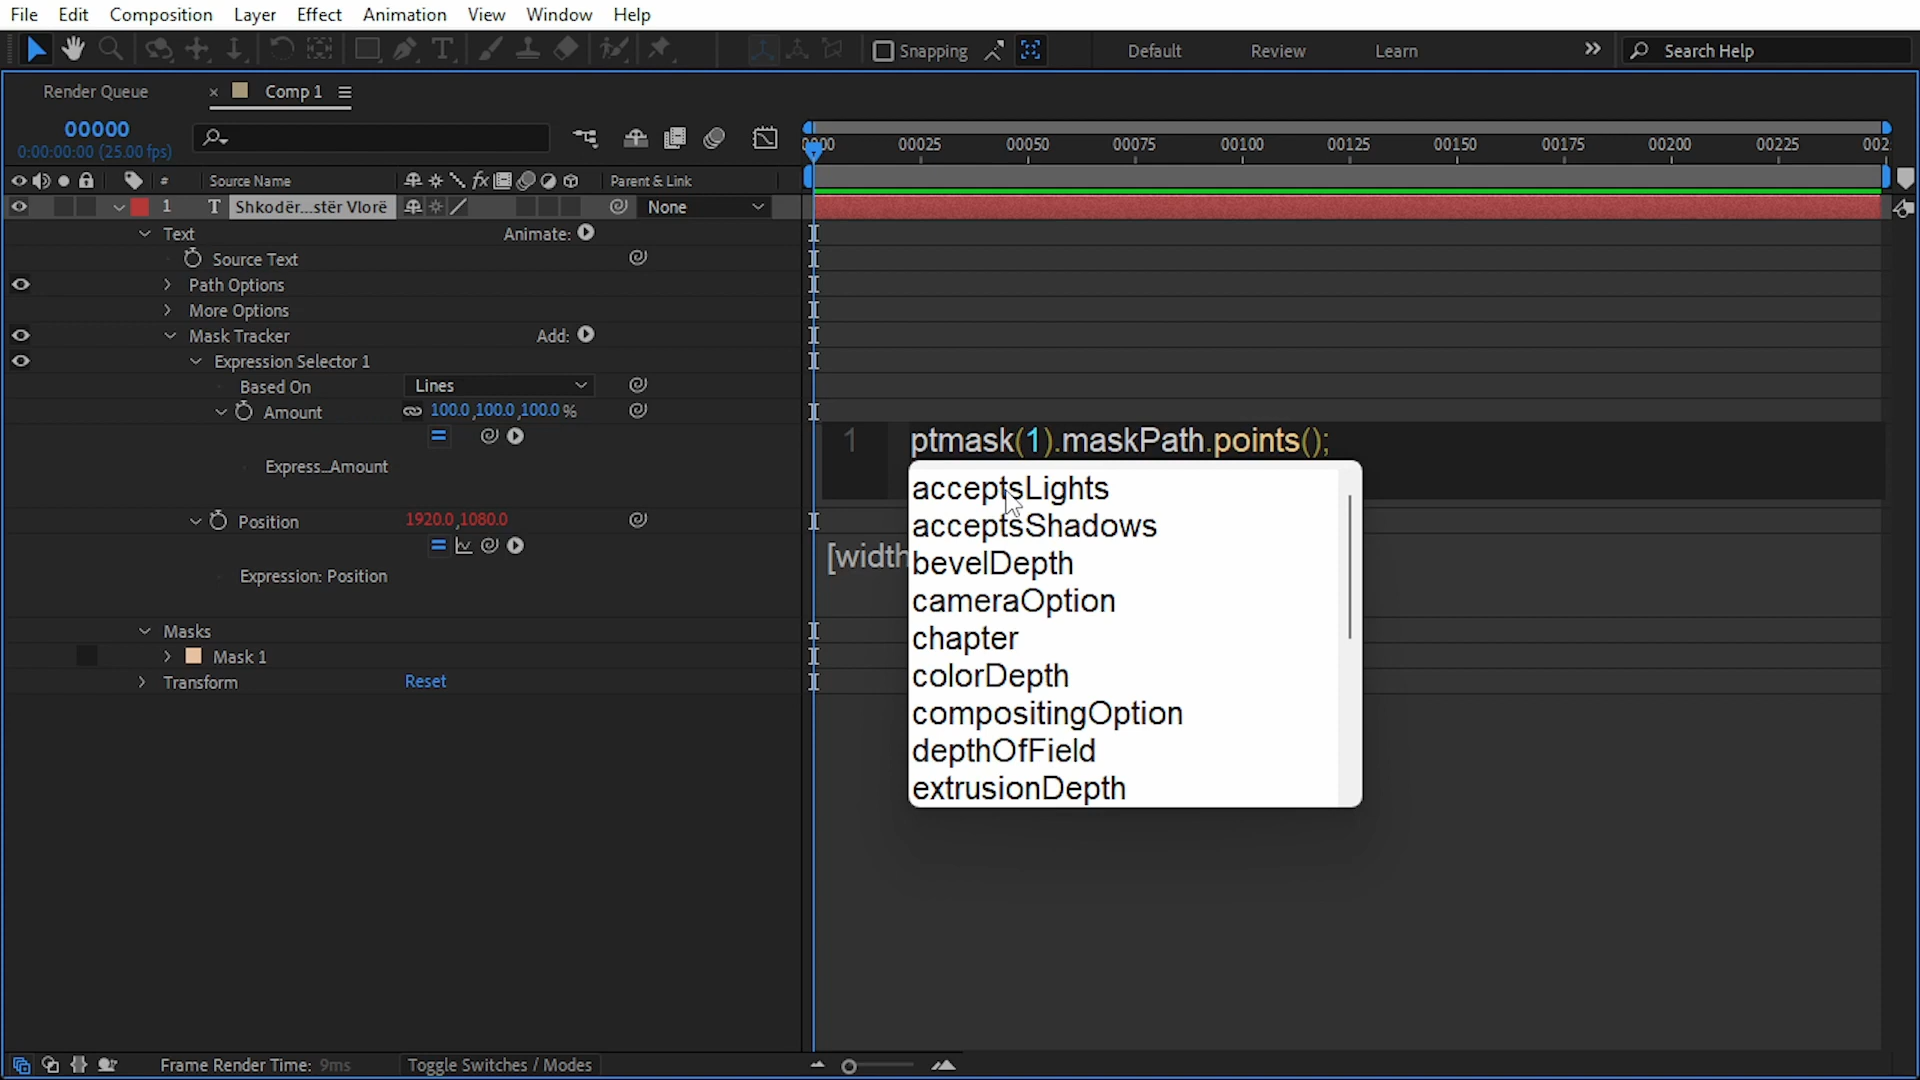 File Edit Composition Layer Effect Animation View Window Help
Snapping Default Review Learn Search Help
Render Queue × Comp 1
00000
0:00:00:00 (25.00 fps)
00025 00050 00075 00100 00125 00150 00175 00200 00225
# Source Name fx Parent & Link
1 T Shkodër...stër Vlorë None
Text Animate:
Source Text
Path Options
More Options
Mask Tracker Add:
Expression Selector 1
Based On Lines
Amount 100.0,100.0,100.0 %
Express_Amount
1 ptmask(1).maskPath.points();
acceptsLights
acceptsShadows
bevelDepth
cameraOption
chapter
colorDepth
compositingOption
depthOfField
extrusionDepth
Position 1920.0,1080.0
Expression: Position
[width
Masks
Mask 1
Transform Reset
Frame Render Time: 9ms Toggle Switches / Modes